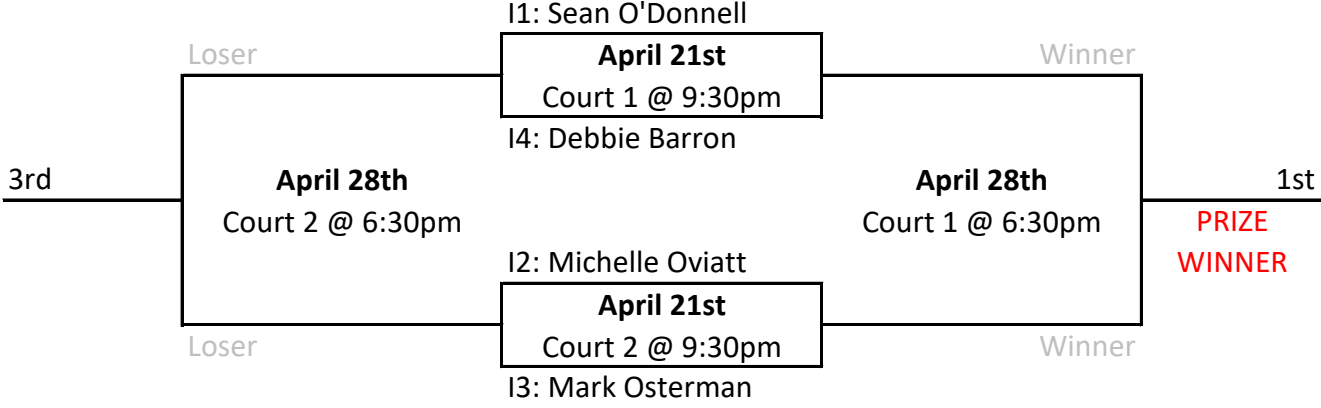 I1: Sean O'Donnell
Loser
April 21st
Winner
Court 1 @ 9:30pm
I4: Debbie Barron
3rd
April 28th
April 28th
1st
Court 2 @ 6:30pm
Court 1 @ 6:30pm
PRIZE
WINNER
I2: Michelle Oviatt
April 21st
Loser
Court 2 @ 9:30pm
Winner
I3: Mark Osterman